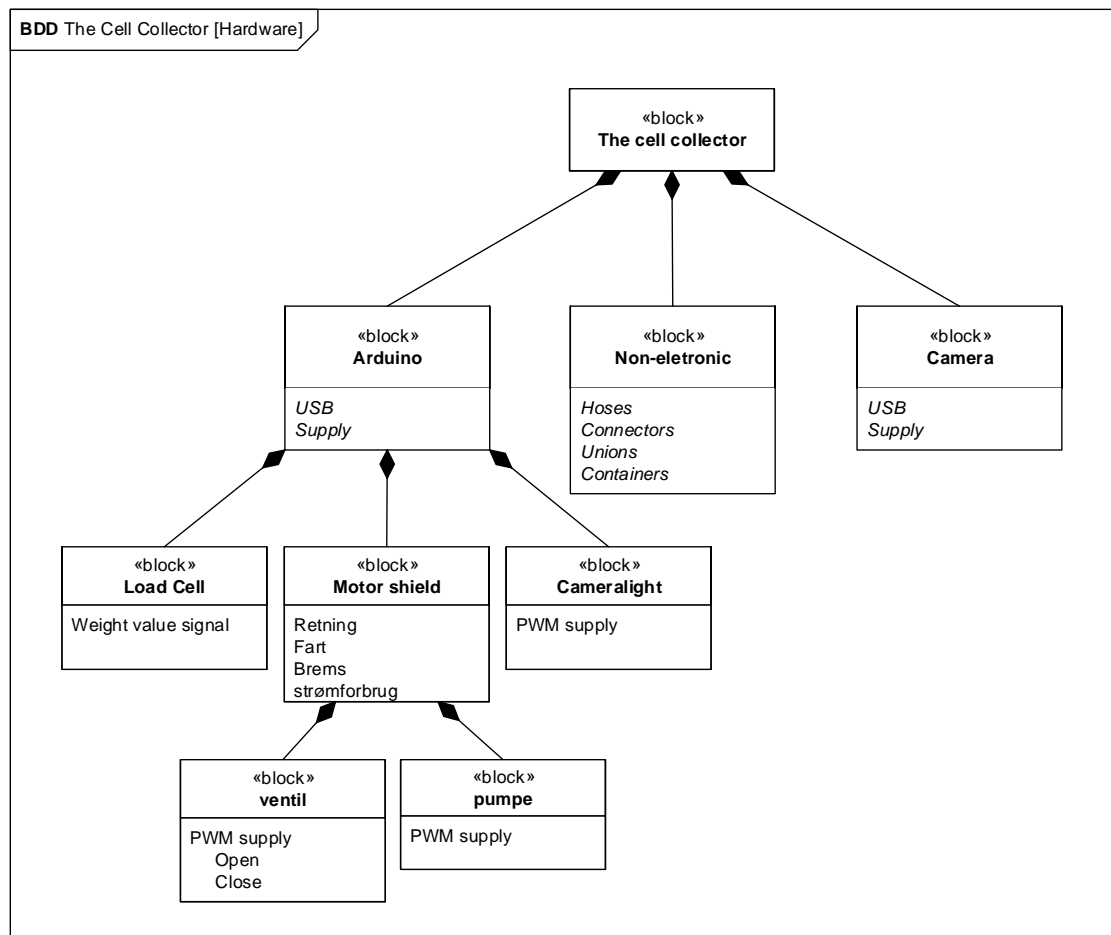 BDD The Cell Collector [Hardware]
«block»
The cell collector
«block»
Arduino
USB
Supply
«block»
Non-eletronic
Hoses
Connectors
Unions
Containers
«block»
Camera
USB
Supply
«block»
Load Cell
Weight value signal
«block»
Motor shield
Retning
Fart
Brems
strømforbrug
«block»
Cameralight
PWM supply
«block»
ventil
PWM supply
Open
Close
«block»
pumpe
PWM supply